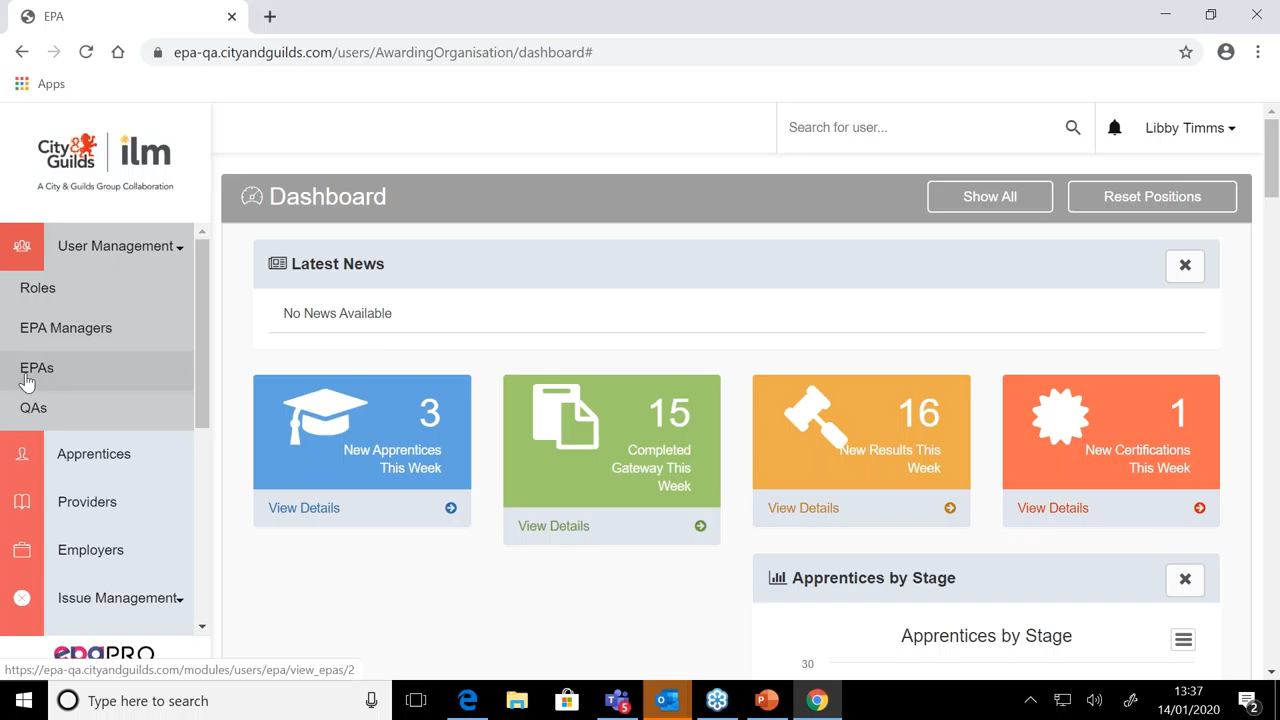 EPA
epa-qa.cityandguilds.com/users/AwardingOrganisation/dashboard#
Apps
City & Guilds
ilm
A City & Guilds Group Collaboration
Search for user...
Libby Timms
Dashboard
Show All
Reset Positions
User Management
Roles
EPA Managers
EPAs
QAs
Apprentices
Providers
Employers
Issue Management
epaPRO
Latest News
No News Available
3
New Apprentices
This Week
View Details
15
Completed
Gateway This
Week
View Details
16
New Results This
Week
View Details
1
New Certifications
This Week
View Details
Apprentices by Stage
Apprentices by Stage
30
https://epa-qa.cityandguilds.com/modules/users/epa/view_epas/2
Type here to search
5
13:37
14/01/2020
2